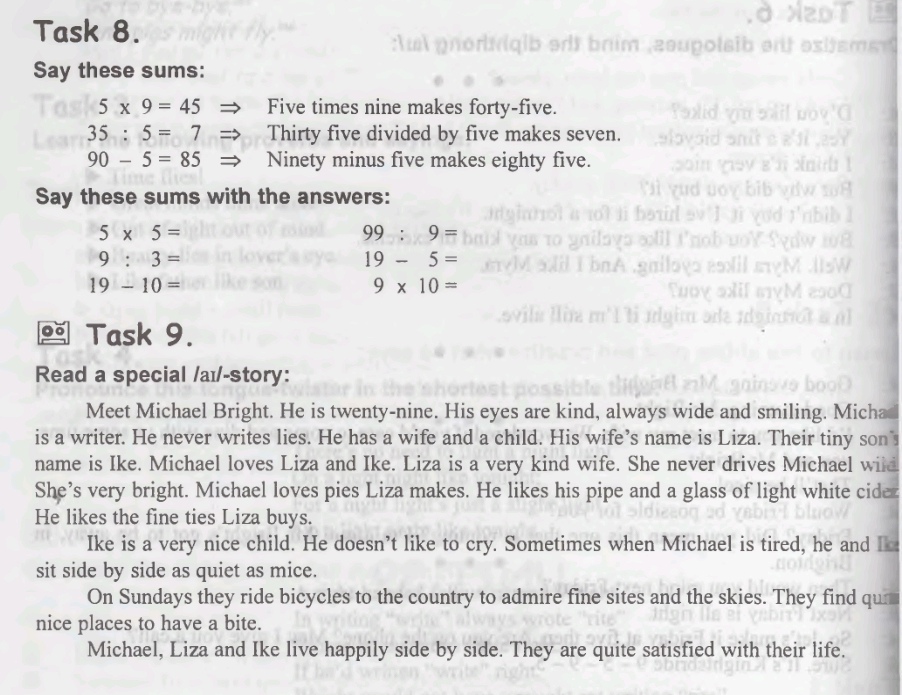 Task 8.
Say these sums:
5 x 9 = 45 ⇒ Five times nine makes forty-five.
35 : 5 = 7 ⇒ Thirty five divided by five makes seven.
90 – 5 = 85 ⇒ Ninety minus five makes eighty five.
Say these sums with the answers:
5 x 5 = 99 : 9 =
9 : 3 = 19 – 5 =
19 – 10 = 9 x 10 =
Task 9.
Read a special /aɪ/-story:
Meet Michael Bright. He is twenty-nine. His eyes are kind, always wide and smiling. Michael
is a writer. He never writes lies. He has a wife and a child. His wife's name is Liza. Their tiny son's
name is Ike. Michael loves Liza and Ike. Liza is a very kind wife. She never drives Michael wild.
She's very bright. Michael loves pies Liza makes. He likes his pipe and a glass of light white cider.
He likes the fine ties Liza buys.
Ike is a very nice child. He doesn't like to cry. Sometimes when Michael is tired, he and Ike
sit side by side as quiet as mice.
On Sundays they ride bicycles to the country to admire fine sites and the skies. They find quite
nice places to have a bite.
Michael, Liza and Ike live happily side by side. They are quite satisfied with their life.